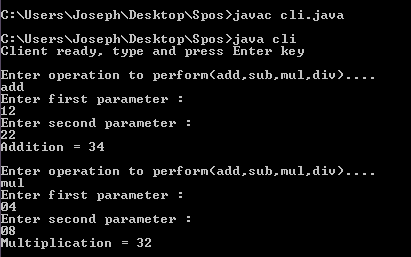 C:\Users\Joseph\Desktop\Spos>javac cli.java
C:\Users\Joseph\Desktop\Spos>java cli
Client ready, type and press Enter key
Enter operation to perform(add,sub,mul,div)....
add
Enter first parameter :
12
Enter second parameter :
22
Addition = 34
Enter operation to perform(add,sub,mul,div)....
mul
Enter first parameter :
04
Enter second parameter :
08
Multiplication = 32